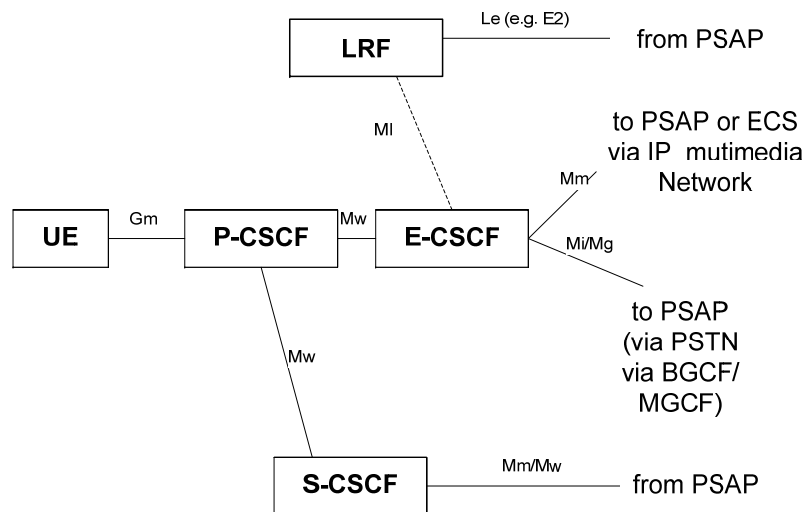 Le (e.g. E2)
LRF
from PSAP
Ml
to PSAP or ECS
via IP mutimedia
Network
Mm
UE
Gm
P-CSCF
Mw
E-CSCF
Mi/Mg
to PSAP
(via PSTN
via BGCF/
MGCF)
Mw
S-CSCF
Mm/Mw
from PSAP